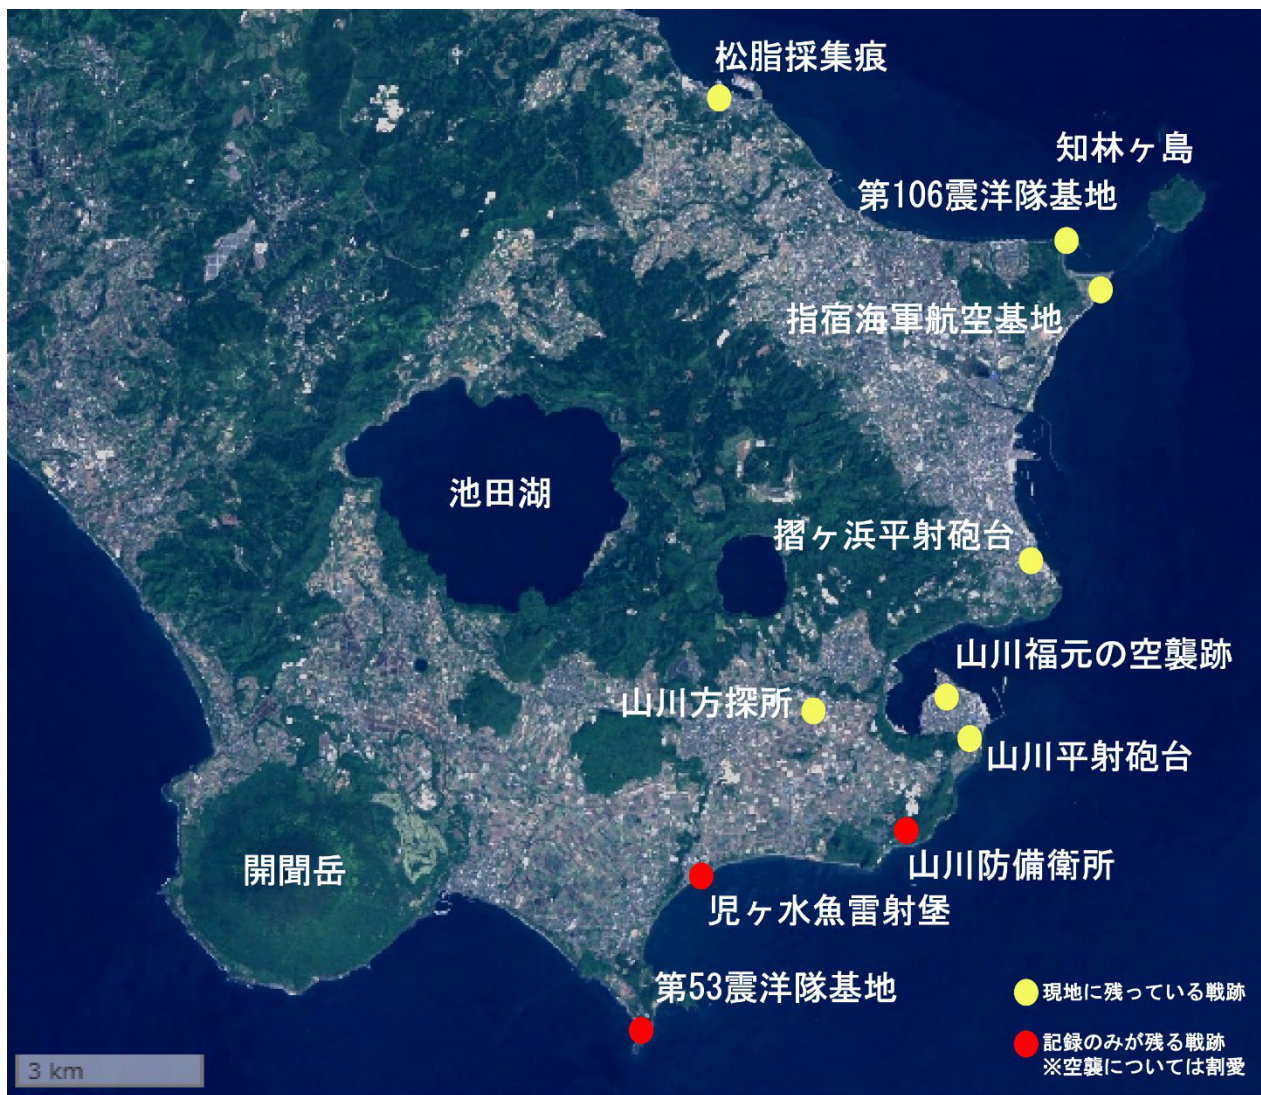 松脂採集痕
知林ヶ島
第106震洋隊基地
指宿海軍航空基地
池田湖
摺ヶ浜平射砲台
山川福元の空襲跡
山川方探所
山川平射砲台
開聞岳
山川防備衛所
児ヶ水魚雷射堡
第53震洋隊基地
現地に残っている戦跡
記録のみが残る戦跡
※空襲については割愛
3 km